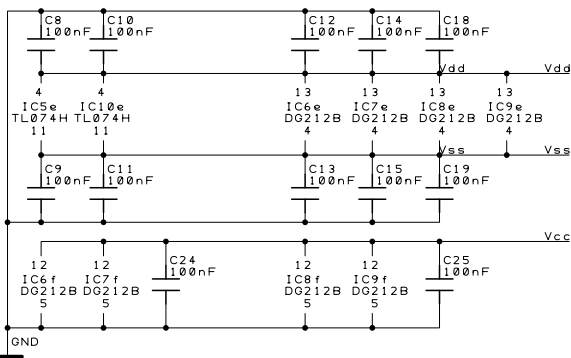 C8 C10 C12 C14 C18
100nF 100nF 100nF 100nF 100nF
Vdd Vdd
4 4 13 13 13 13
IC5e IC10e IC6e IC7e IC8e IC9e
TL074H TL074H DG212B DG212B DG212B DG212B
11 11 4 4 4 4
Vss Vss
C9 C11 C13 C15 C19
100nF 100nF 100nF 100nF 100nF
Vcc
12 12 C24 12 12 C25
100nF 100nF
IC6f IC7f IC8f IC9f
DG212B DG212B DG212B DG212B
5 5 5 5
GND